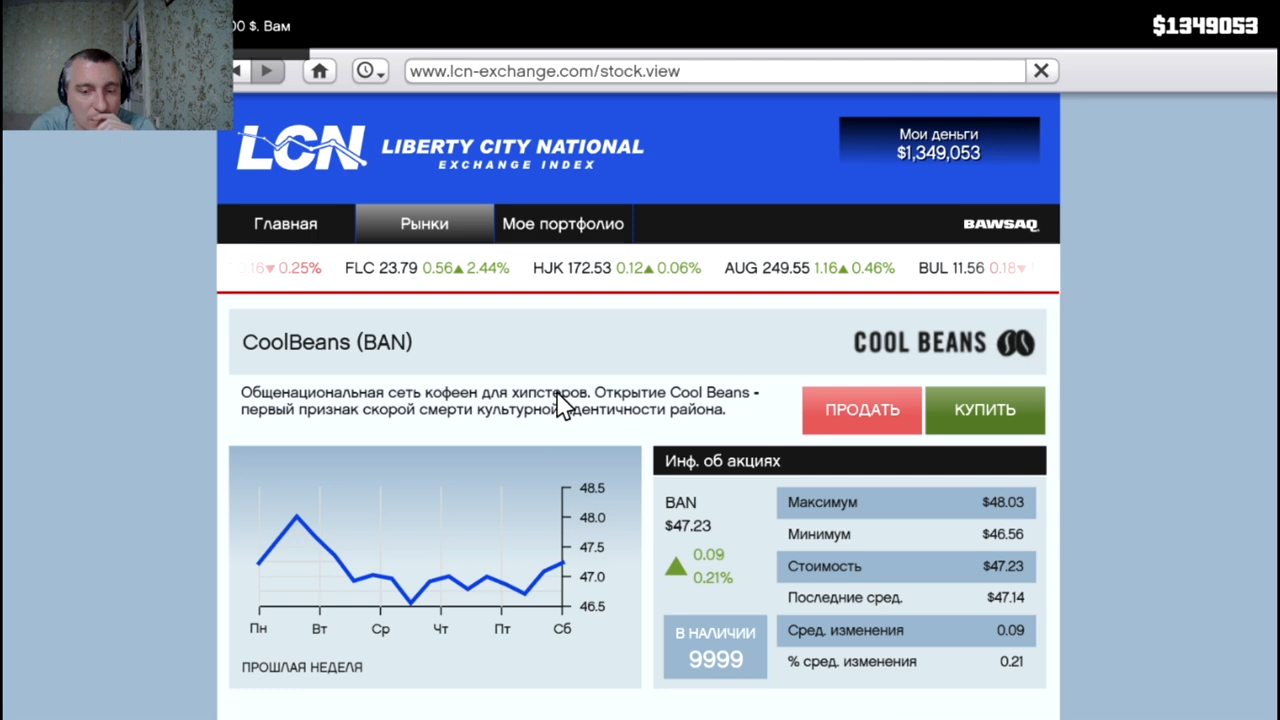 00 $. Вам
$1349053
www.lcn-exchange.com/stock.view
LCN LIBERTY CITY NATIONAL
EXCHANGE INDEX
Мои деньги
$1,349,053
Главная Рынки Мое портфолио BAWSAQ
0.16▼0.25% FLC 23.79 0.56▲2.44% HJK 172.53 0.12▲0.06% AUG 249.55 1.16▲0.46% BUL 11.56 0.18▼
CoolBeans (BAN)
COOL BEANS
Общенациональная сеть кофеен для хипстеров. Открытие Cool Beans -
первый признак скорой смерти культурной идентичности района.
ПРОДАТЬ КУПИТЬ
48.5
48.0
47.5
47.0
46.5
Пн Вт Ср Чт Пт Сб
ПРОШЛАЯ НЕДЕЛЯ
Инф. об акциях
BAN
$47.23
0.09
0.21%
В НАЛИЧИИ
9999
Максимум $48.03
Минимум $46.56
Стоимость $47.23
Последние сред. $47.14
Сред. изменения 0.09
% сред. изменения 0.21